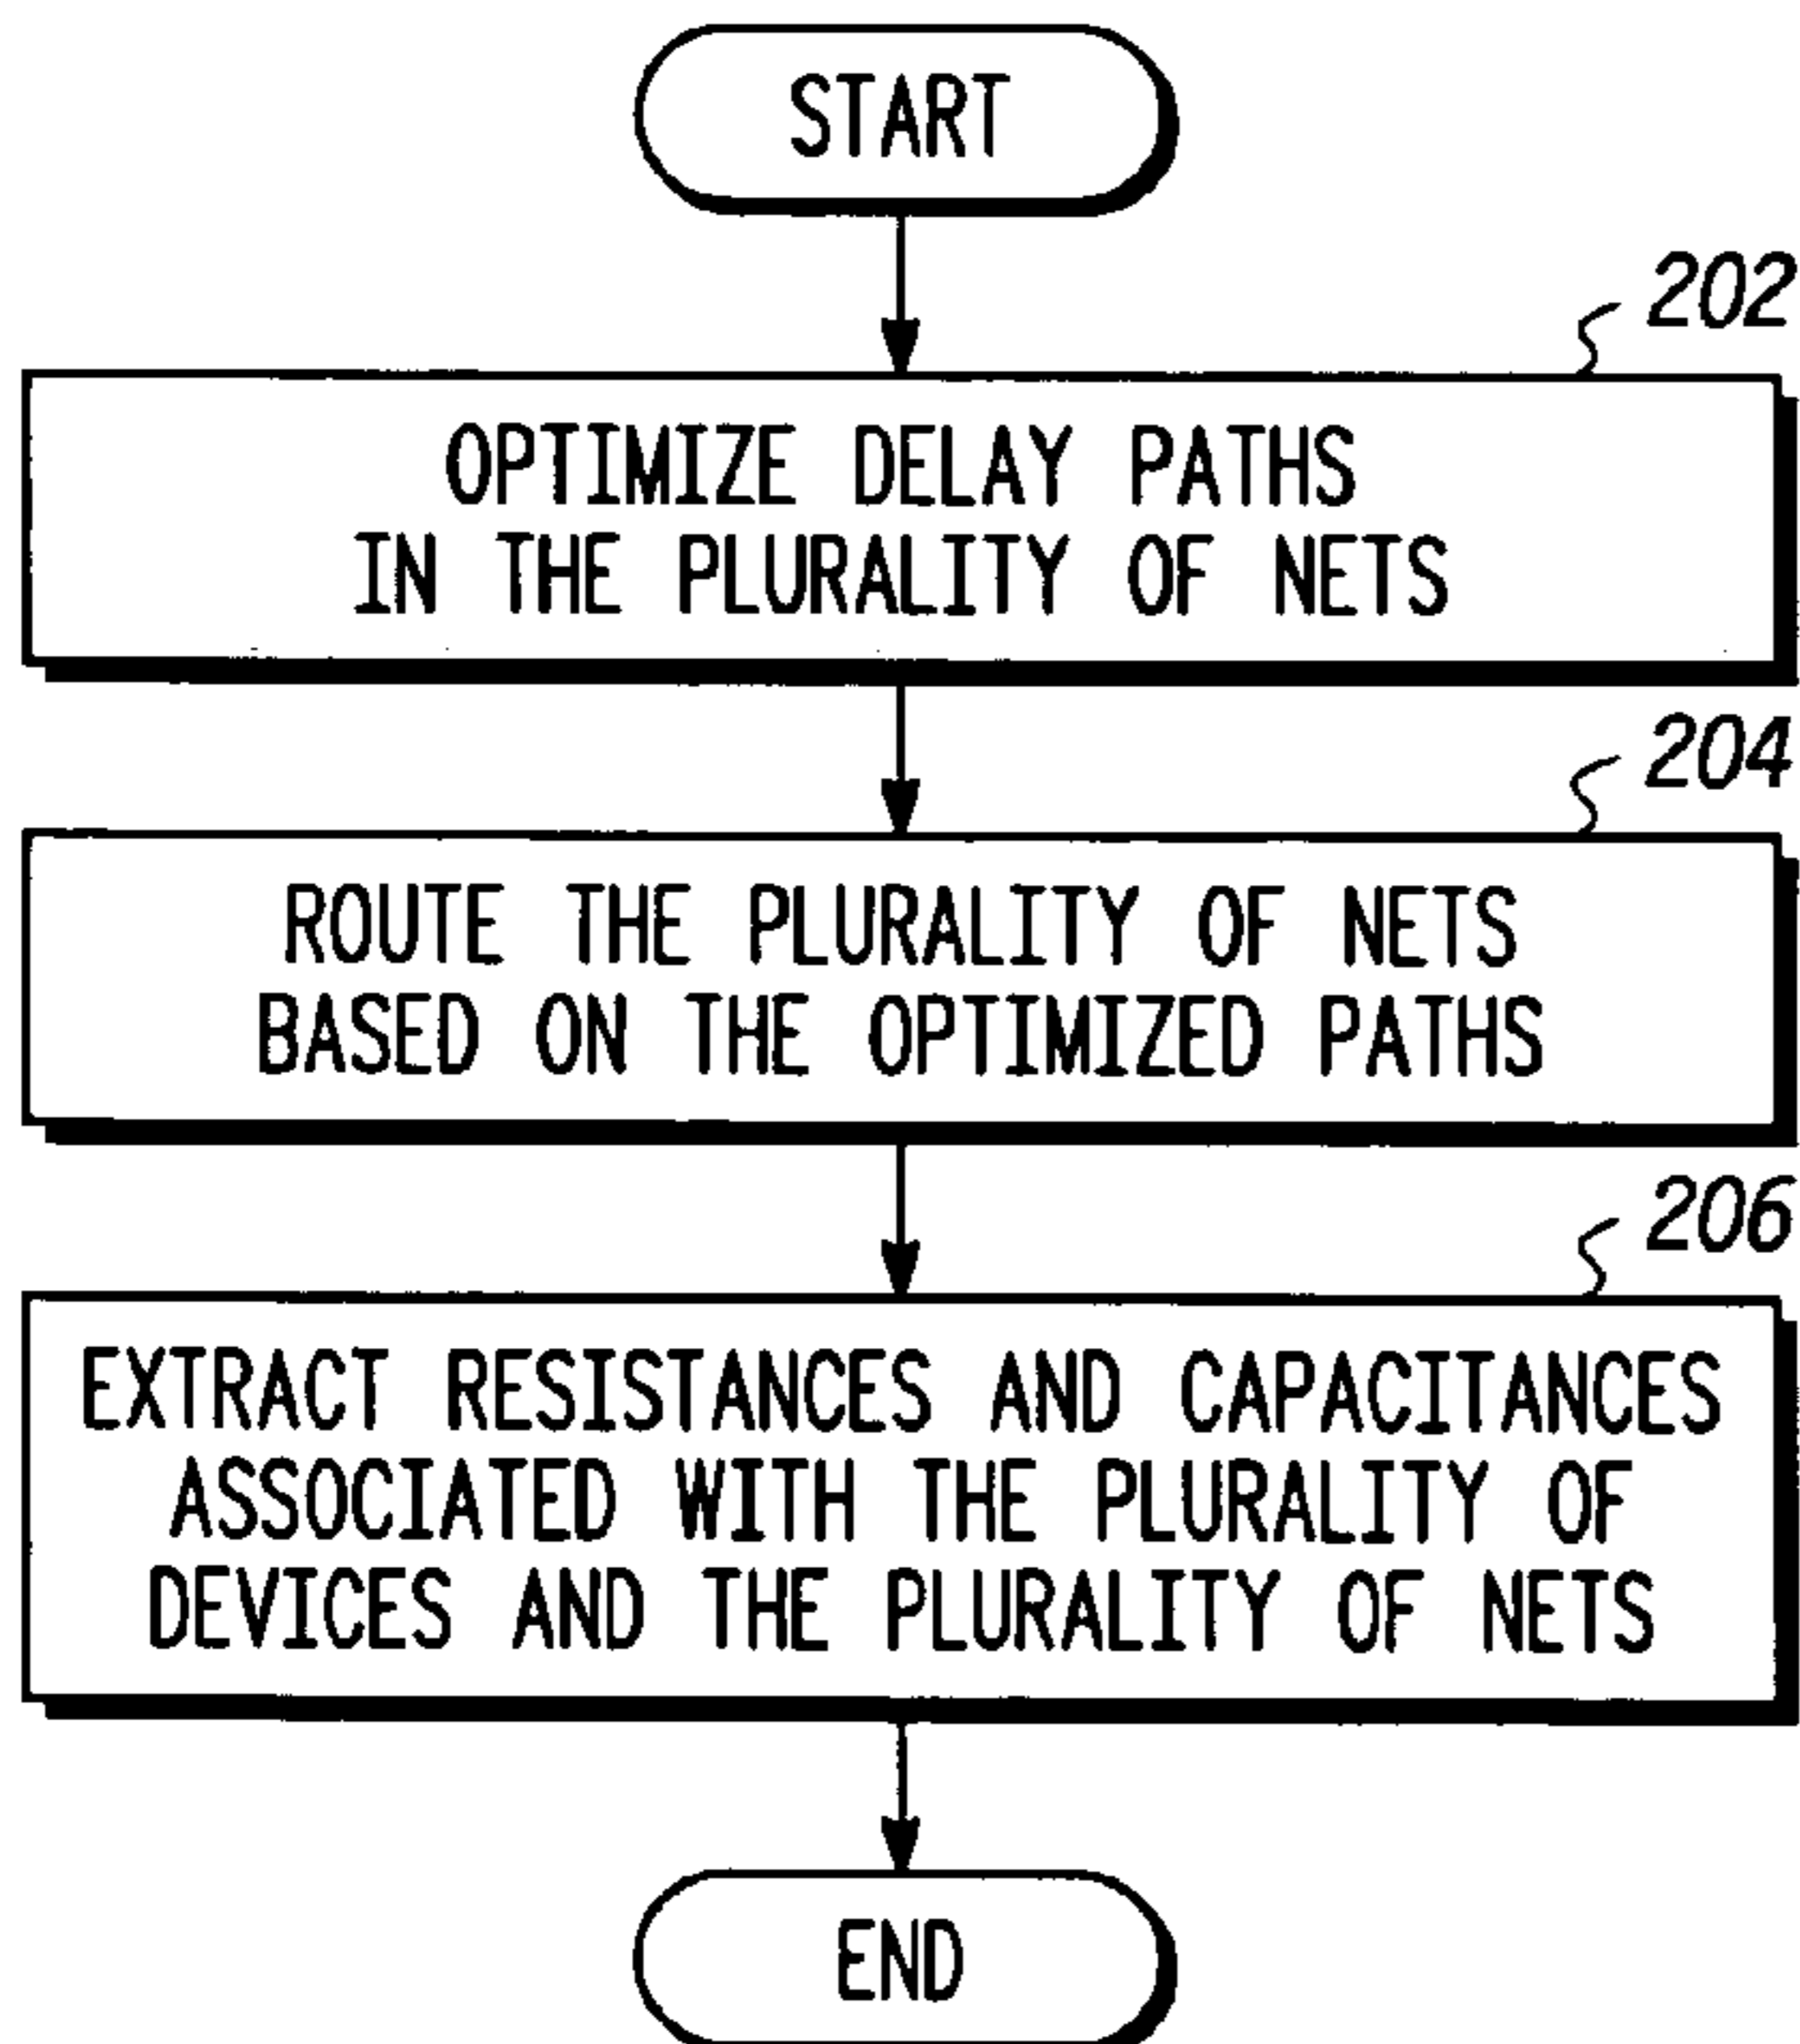 START
202
OPTIMIZE DELAY PATHS
IN THE PLURALITY OF NETS
204
ROUTE THE PLURALITY OF NETS
BASED ON THE OPTIMIZED PATHS
206
EXTRACT RESISTANCES AND CAPACITANCES
ASSOCIATED WITH THE PLURALITY OF
DEVICES AND THE PLURALITY OF NETS
END